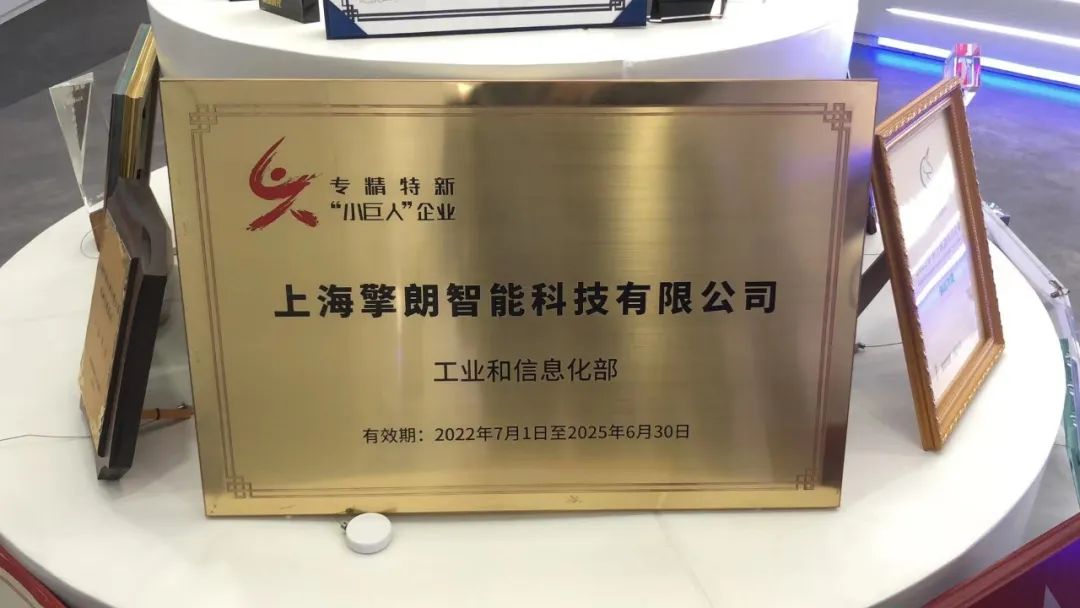 专精特新
“小巨人”企业
上海擎朗智能科技有限公司
工业和信息化部
有效期：2022年7月1日至2025年6月30日